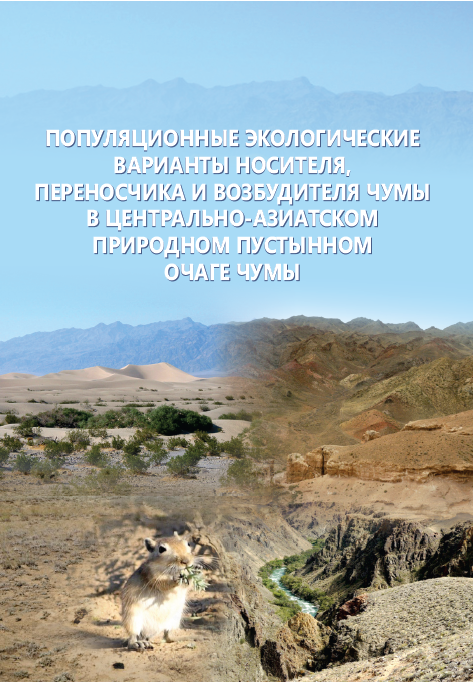 ПОПУЛЯЦИОННЫЕ ЭКОЛОГИЧЕСКИЕ
ВАРИАНТЫ НОСИТЕЛЯ,
ПЕРЕНОСЧИКА И ВОЗБУДИТЕЛЯ ЧУМЫ
В ЦЕНТРАЛЬНО-АЗИАТСКОМ
ПРИРОДНОМ ПУСТЫННОМ
ОЧАГЕ ЧУМЫ